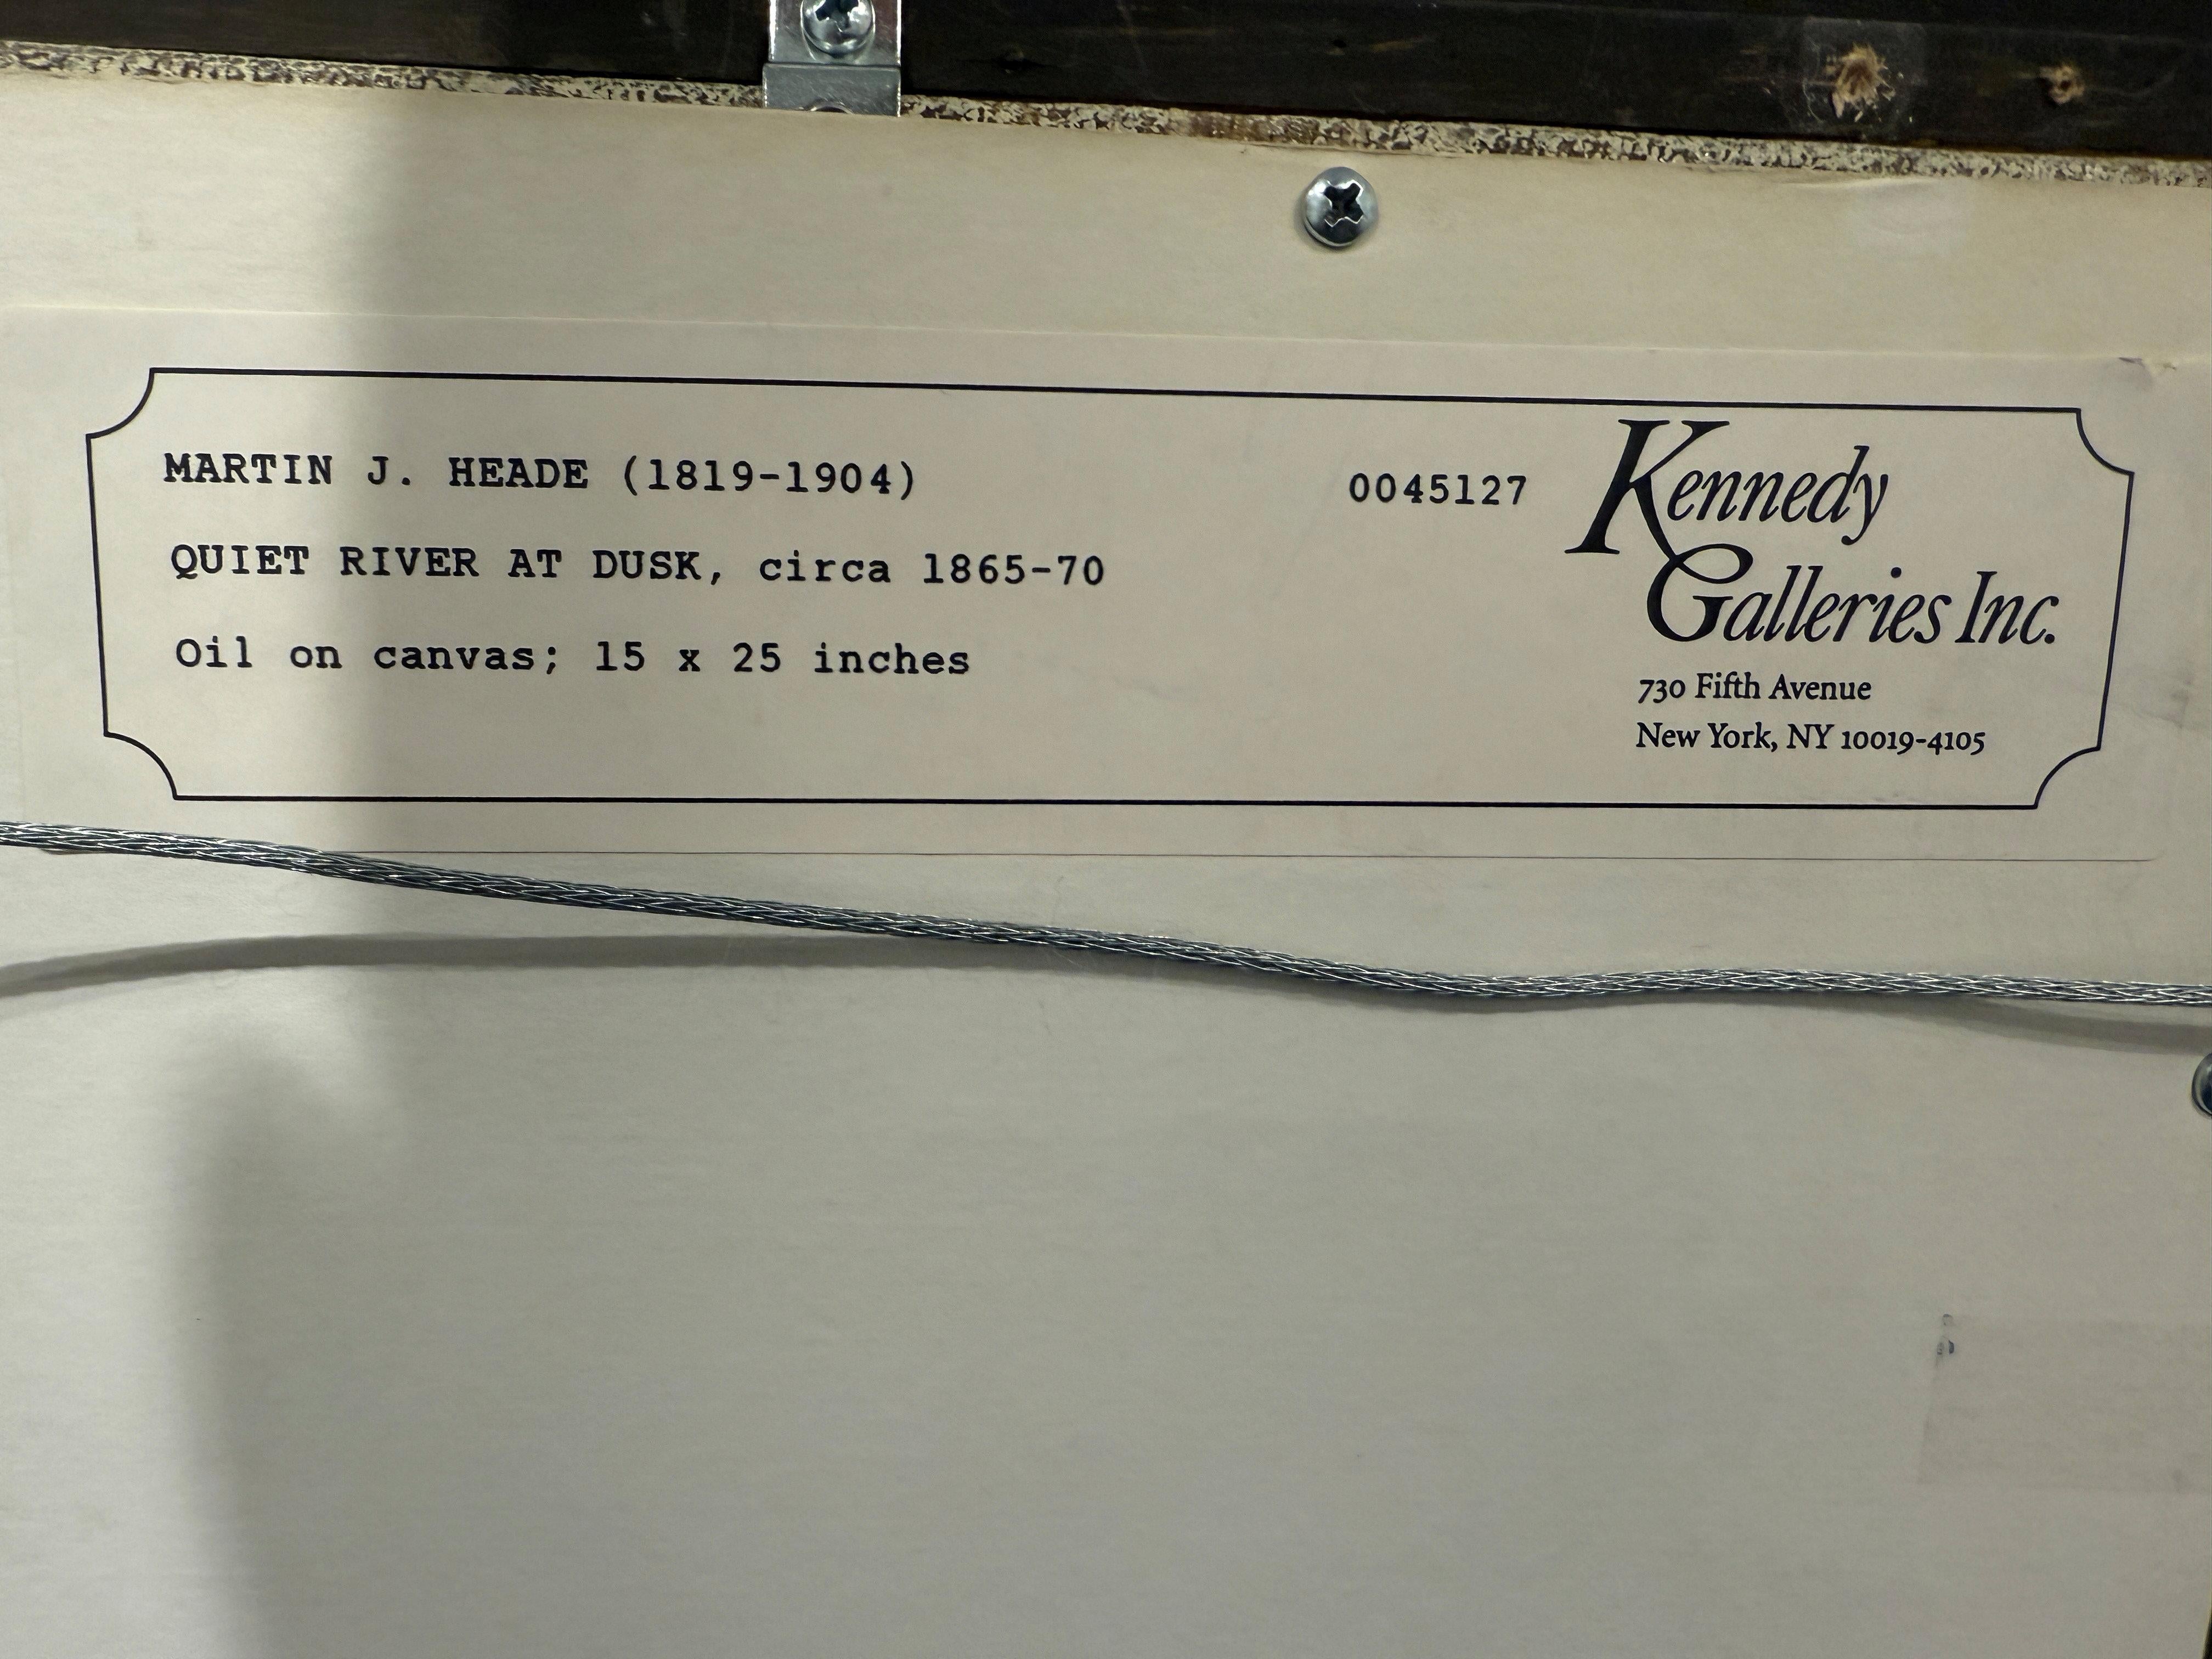 MARTIN J. HEADE (1819-1904)
QUIET RIVER AT DUSK, circa 1865-70
Oil on canvas; 15 x 25 inches
0045127
Kennedy
Galleries Inc.
730 Fifth Avenue
New York, NY 10019-4105